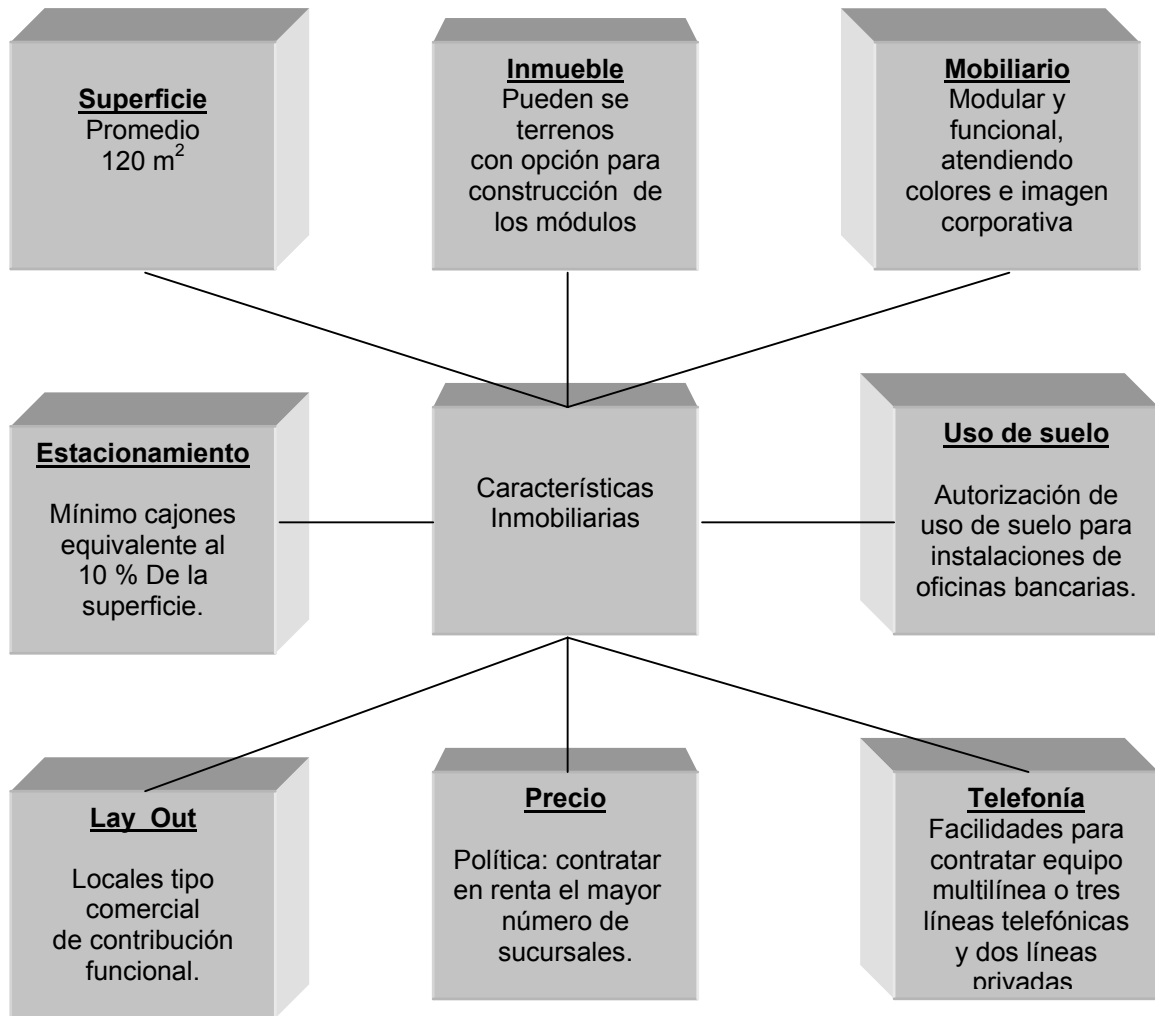 Superficie
Promedio
120 m²
Inmueble
Pueden se
terrenos
con opción para
construcción de
los módulos
Mobiliario
Modular y
funcional,
atendiendo
colores e imagen
corporativa
Estacionamiento
Mínimo cajones
equivalente al
10 % De la
superficie.
Características
Inmobiliarias
Uso de suelo
Autorización de
uso de suelo para
instalaciones de
oficinas bancarias.
Lay Out
Locales tipo
comercial
de contribución
funcional.
Precio
Política: contratar
en renta el mayor
número de
sucursales.
Telefonía
Facilidades para
contratar equipo
multilínea o tres
líneas telefónicas
y dos líneas
privadas